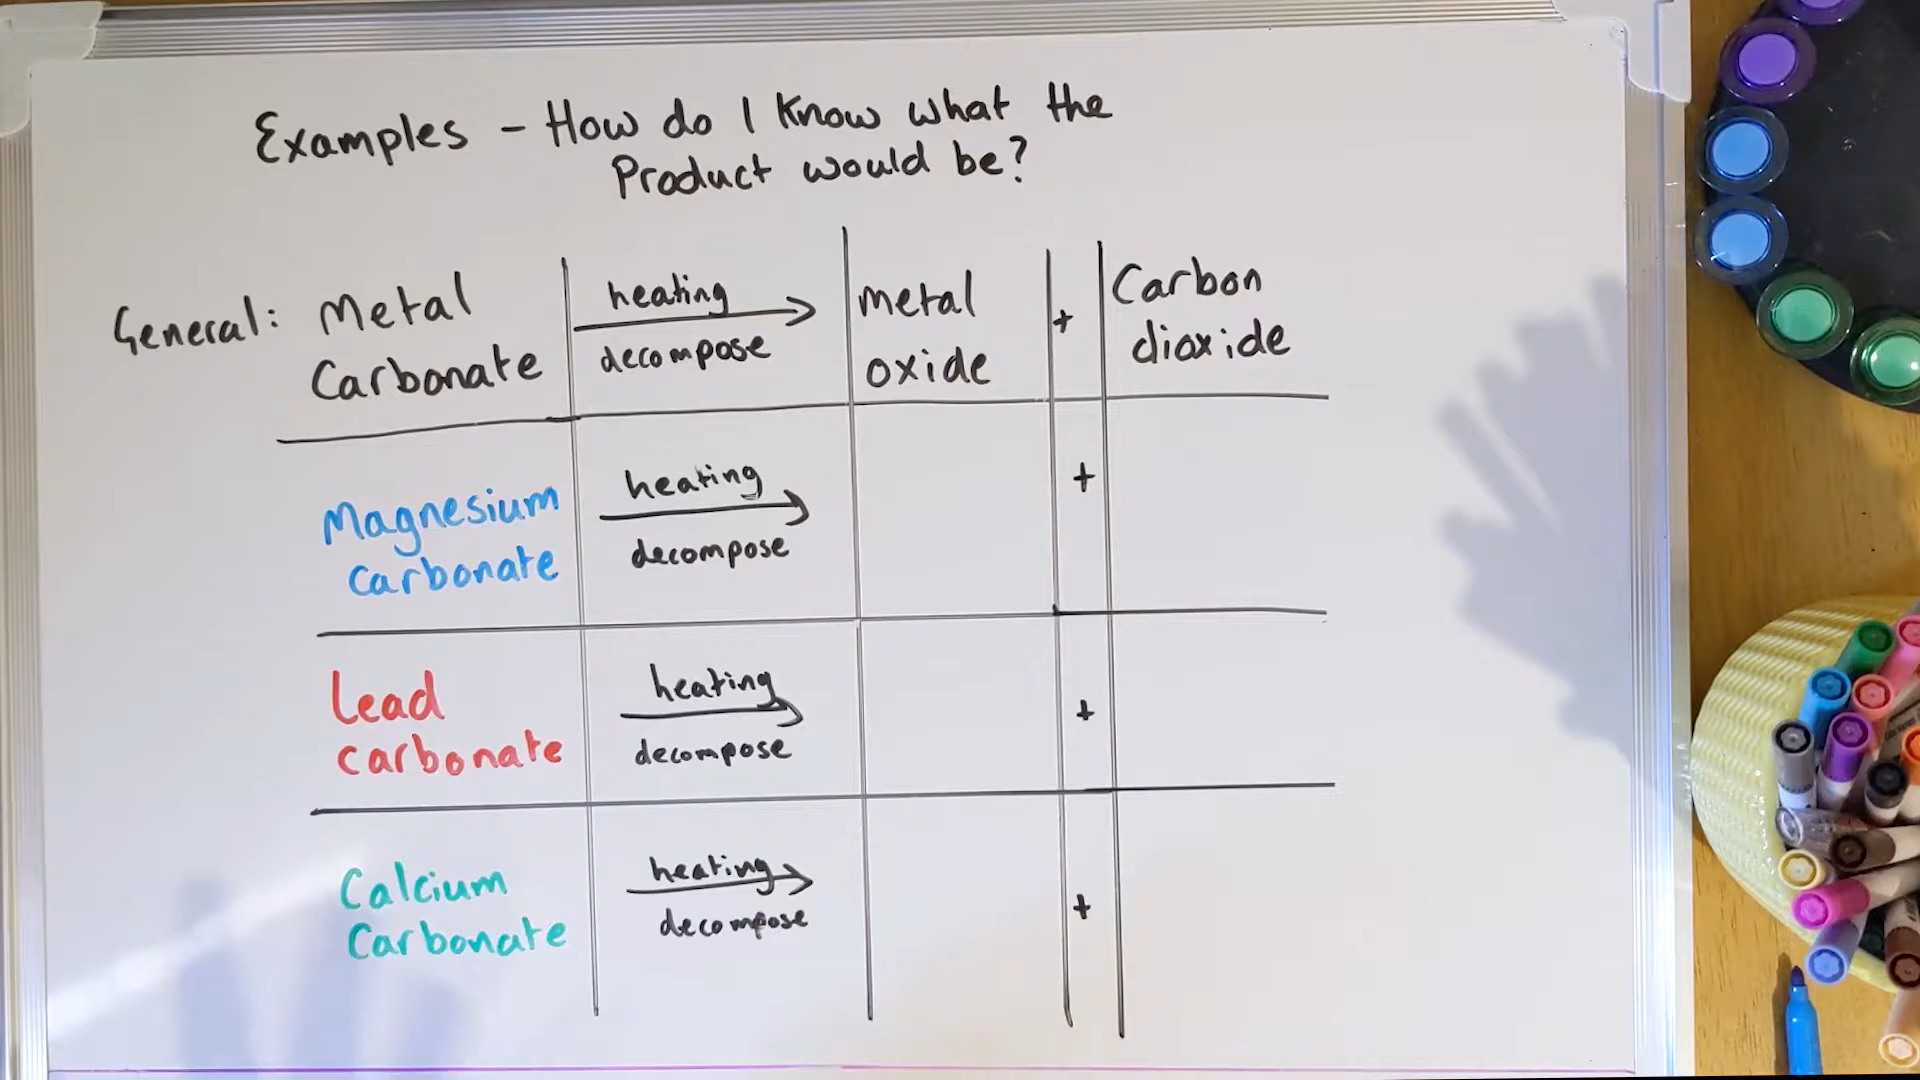 Examples - How do I know what the
Product would be?
General: Metal Carbonate
heating
decompose
metal oxide
+
Carbon dioxide
Magnesium carbonate
heating
decompose
+
Lead carbonate
heating
decompose
+
Calcium Carbonate
heating
decompose
+